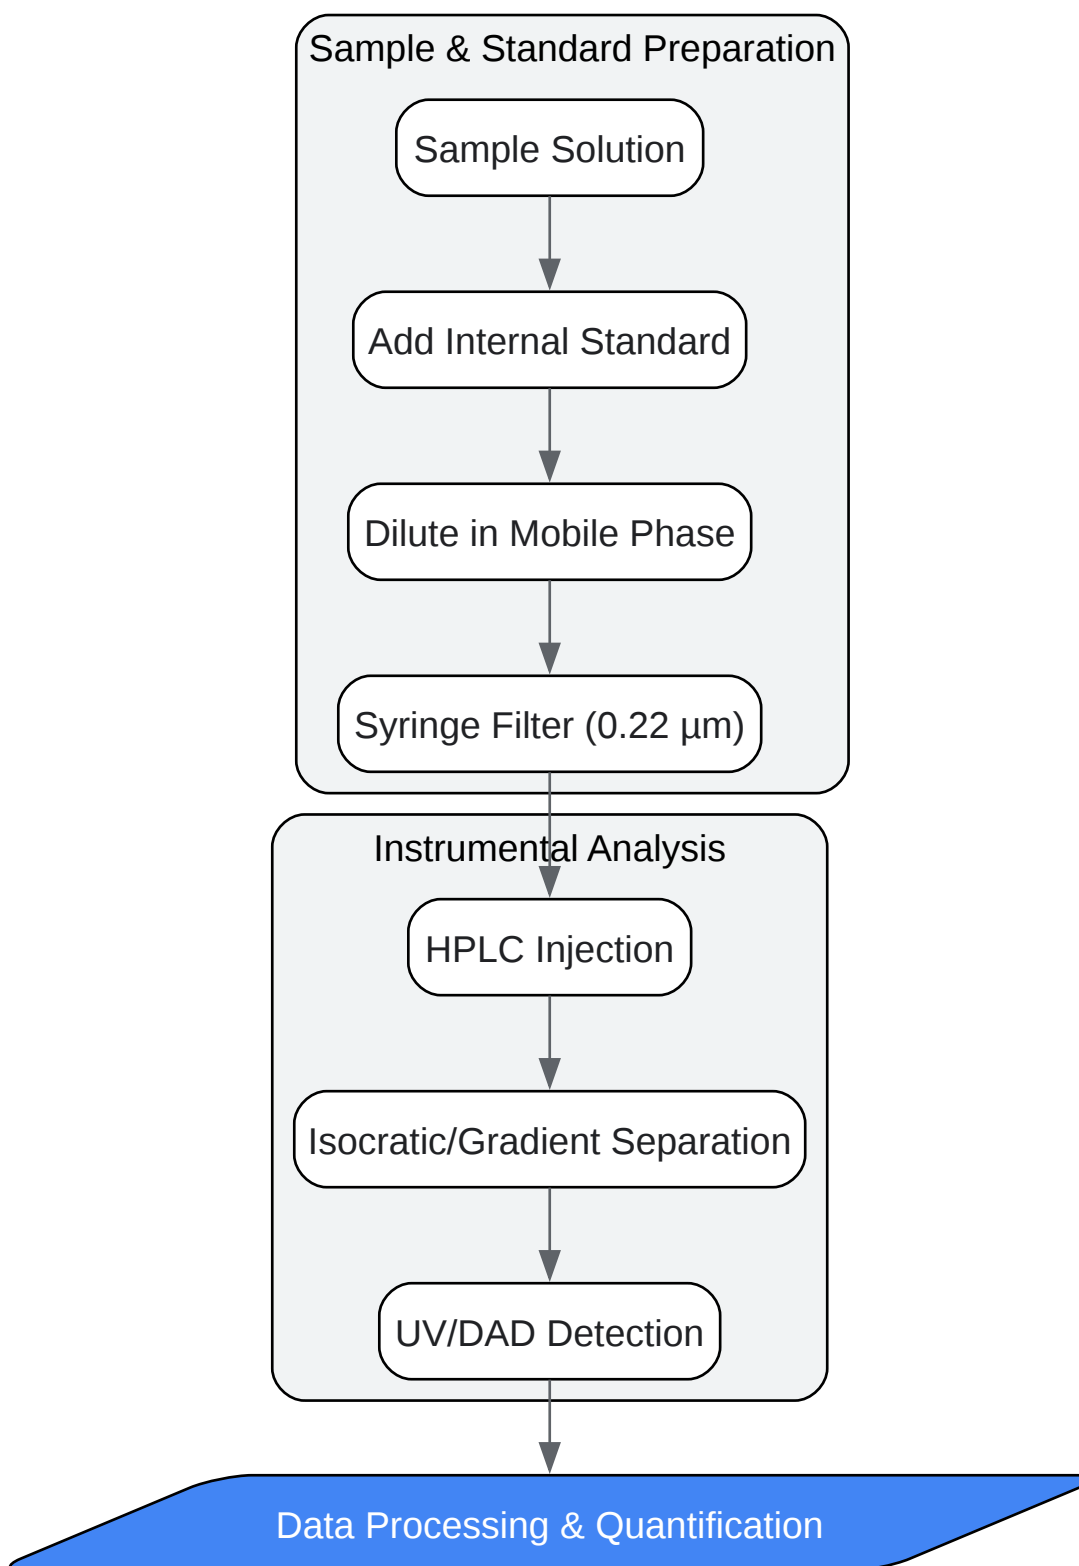 Sample & Standard Preparation
Sample Solution
Add Internal Standard
Dilute in Mobile Phase
Syringe Filter (0.22 µm)
Instrumental Analysis
HPLC Injection
Isocratic/Gradient Separation
UV/DAD Detection
Data Processing & Quantification